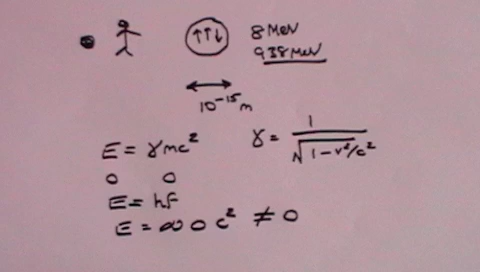 ↑↑↓ 8 MeV
938 MeV
10⁻¹⁵ m
E = γmc² γ = 1/√(1-v²/c²)
0 0
E = hf
E = ∞ 0 c² ≠ 0